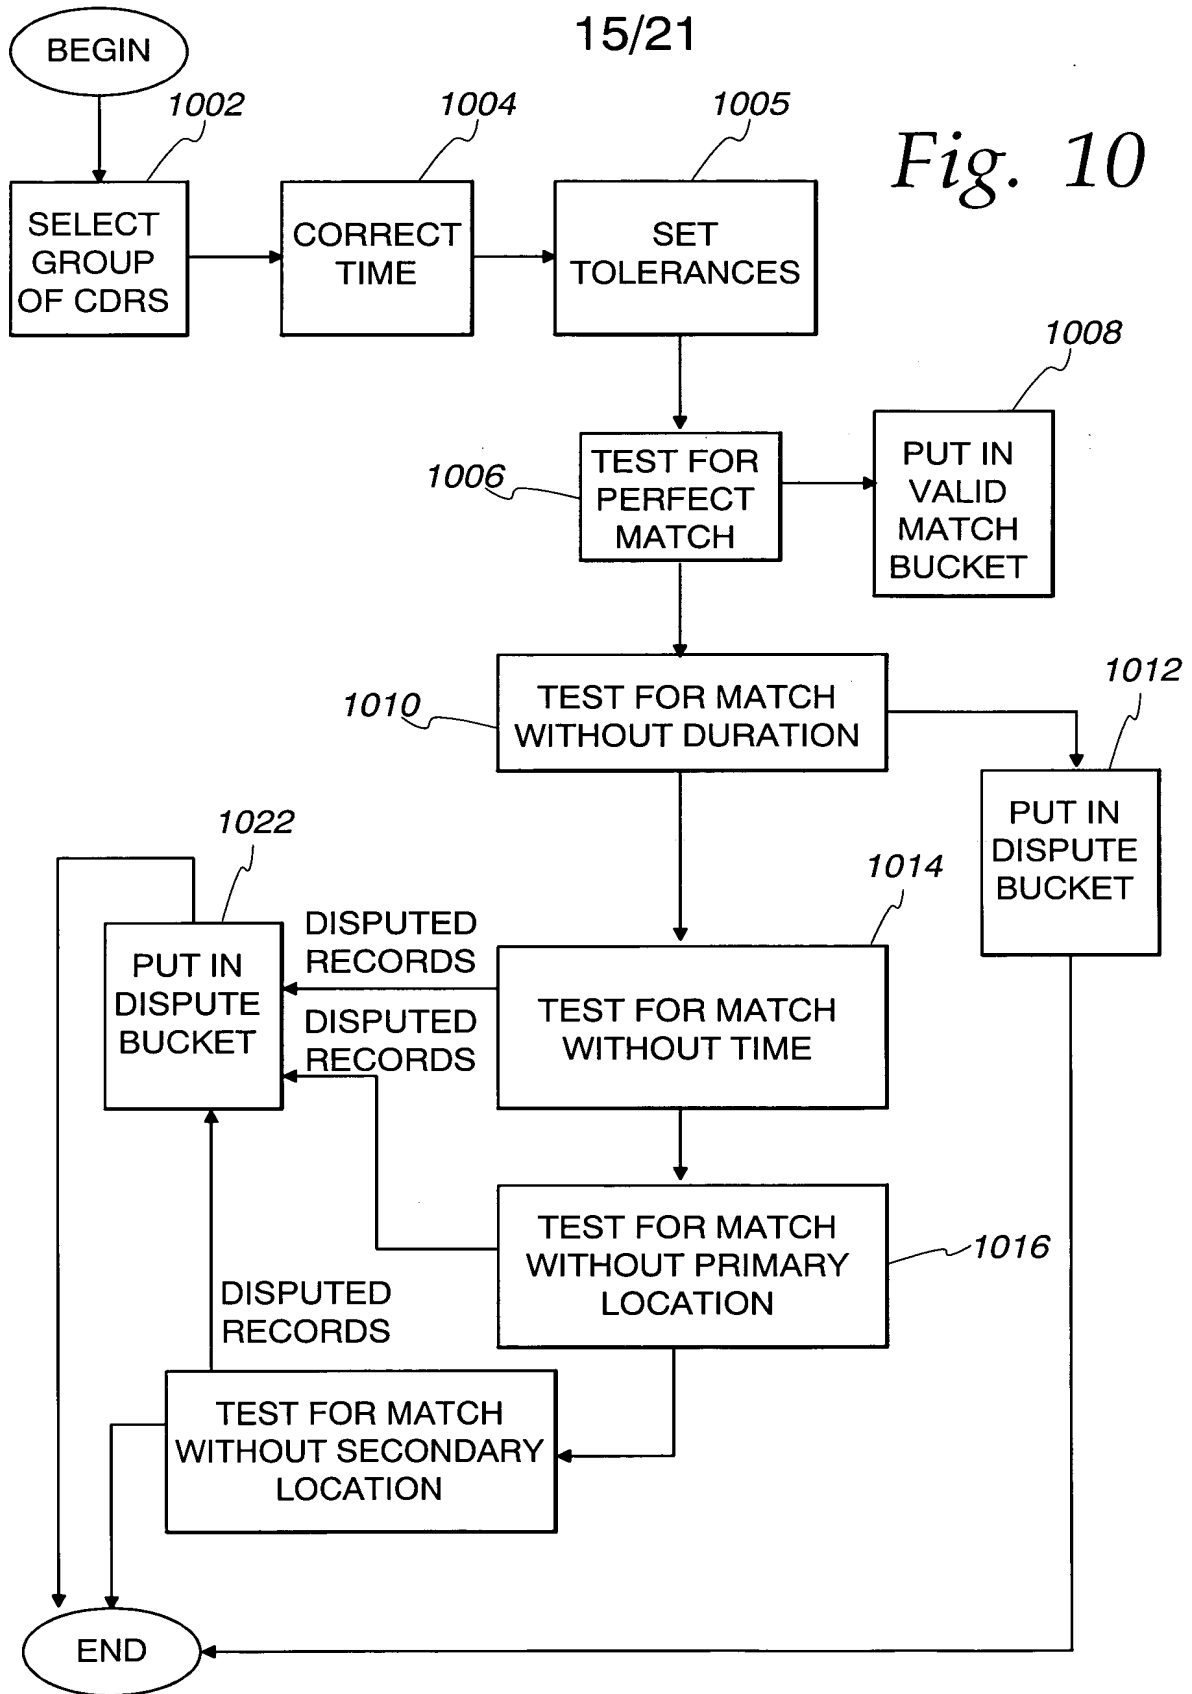 15/21
BEGIN
1002
1004
1005
Fig. 10
SELECT
GROUP
OF CDRS
CORRECT
TIME
SET
TOLERANCES
1008
1006
TEST FOR
PERFECT
MATCH
PUT IN
VALID
MATCH
BUCKET
1010
TEST FOR MATCH
WITHOUT DURATION
1012
PUT IN
DISPUTE
BUCKET
1022
1014
PUT IN
DISPUTE
BUCKET
DISPUTED
RECORDS
DISPUTED
RECORDS
TEST FOR MATCH
WITHOUT TIME
TEST FOR MATCH
WITHOUT PRIMARY
LOCATION
1016
DISPUTED
RECORDS
TEST FOR MATCH
WITHOUT SECONDARY
LOCATION
END